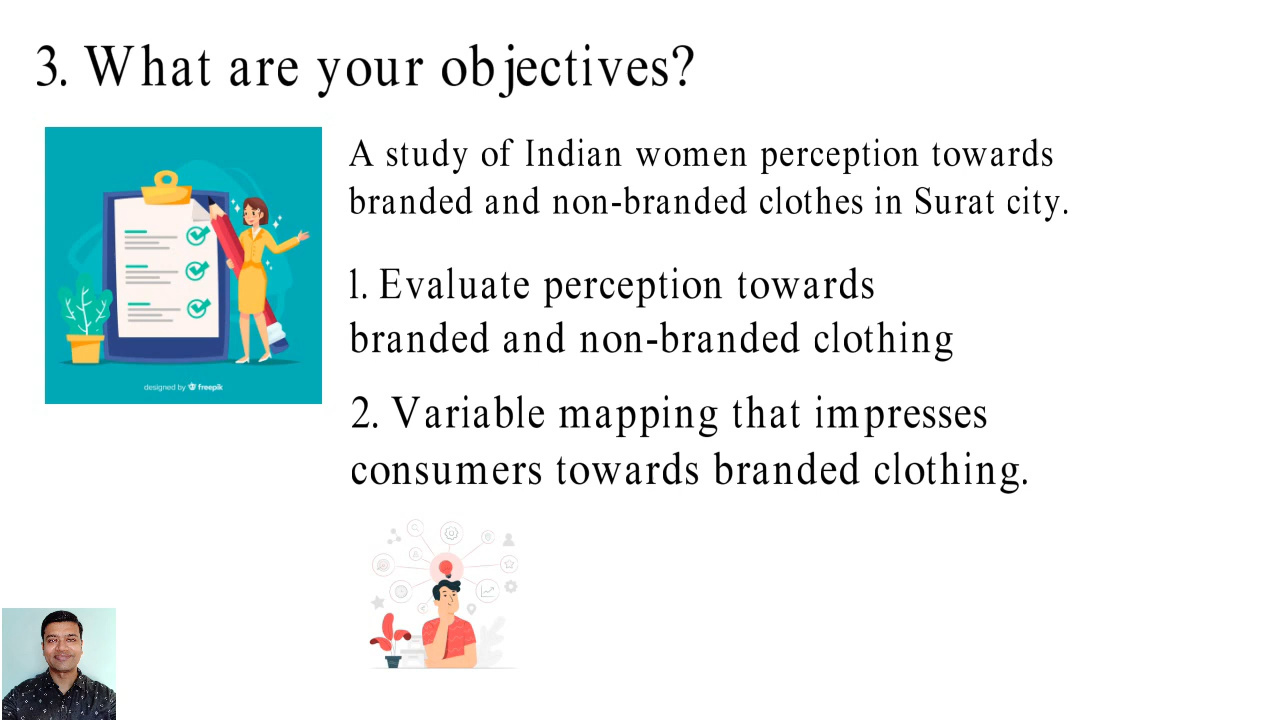 3. What are your objectives?
A study of Indian women perception towards
branded and non-branded clothes in Surat city.
1. Evaluate perception towards
branded and non-branded clothing
2. Variable mapping that impresses
consumers towards branded clothing.
designed by freepik